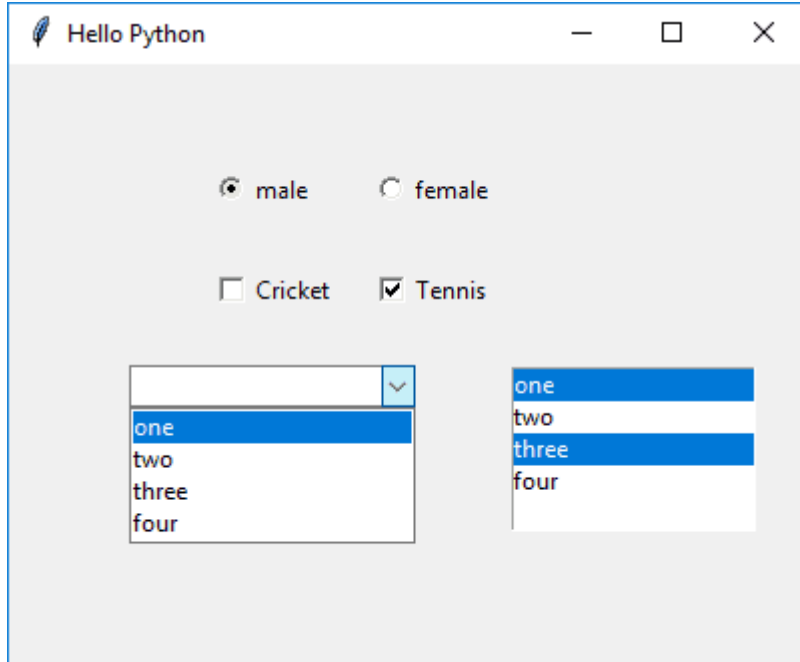 Hello Python
male female
Cricket Tennis
one
two
three
four
one
two
three
four